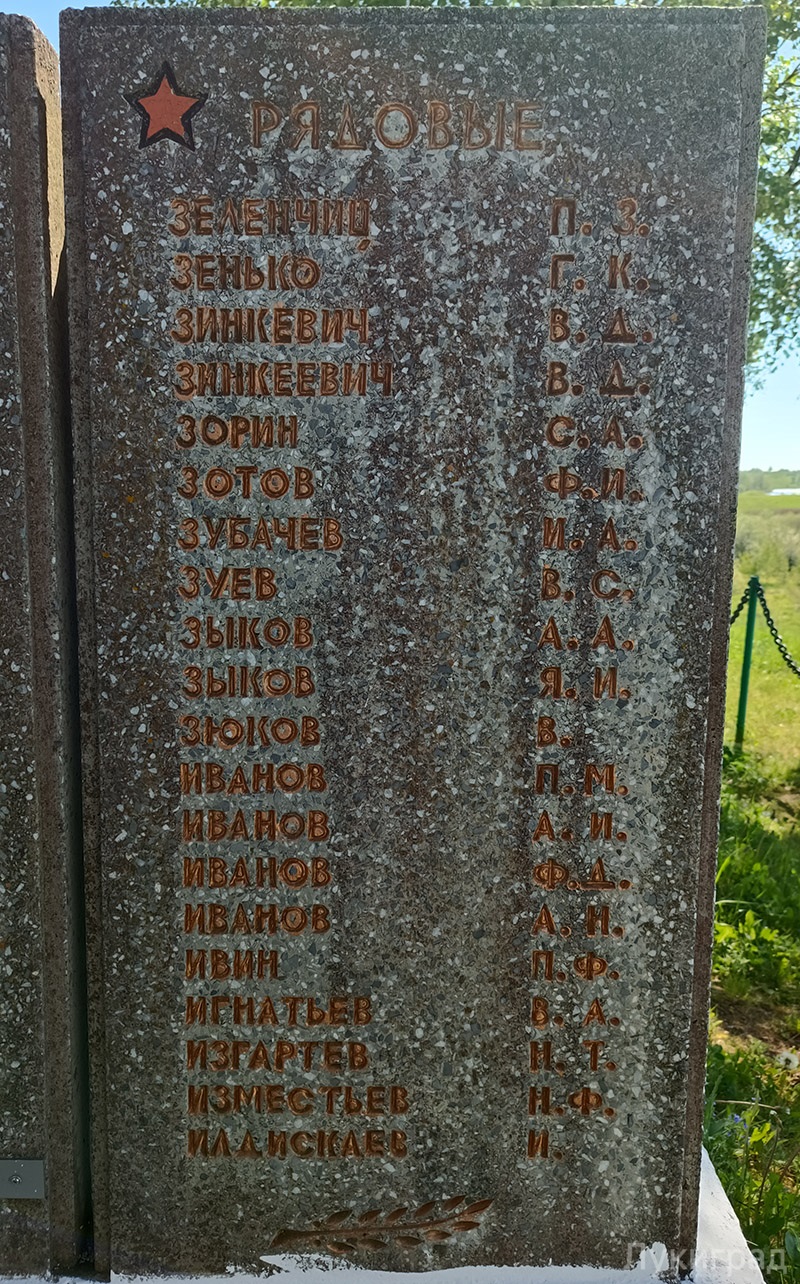 РЯДОВЫЕ
ЗЕЛЕНЧИЦ П. З.
ЗЕНЬКО Г. К.
ЗИНКЕВИЧ В. Д.
ЗИНКЕЕВИЧ В. Д.
ЗОРИН С. А.
ЗОТОВ Ф. И.
ЗУБАЧЕВ И. А.
ЗУЕВ В. С.
ЗЫКОВ А. А.
ЗЫКОВ Я. И.
ЗЮКОВ В.
ИВАНОВ П. М.
ИВАНОВ А. И.
ИВАНОВ Ф. Д.
ИВАНОВ А. Н.
ИВИН П. Ф.
ИГНАТЬЕВ В. А.
ИЗГАРТЕВ Н. Т.
ИЗМЕСТЬЕВ Н. Ф.
ИЛДИСКАЕВ И.
Лукиград